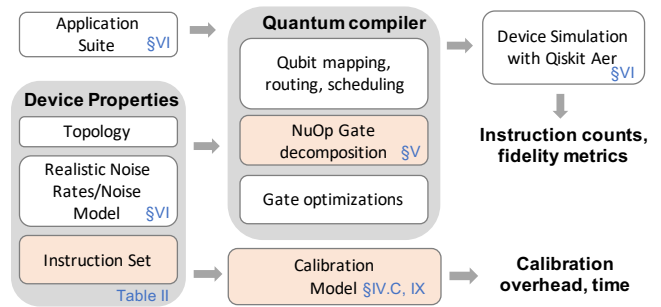 Application
Suite §VI
Device Properties
Topology
Realistic Noise
Rates/Noise
Model §VI
Instruction Set
Table II
Quantum compiler
Qubit mapping,
routing, scheduling
NuOp Gate
decomposition §V
Gate optimizations
Calibration
Model §IV.C, IX
Device Simulation
with Qiskit Aer
§VI
Instruction counts,
fidelity metrics
Calibration
overhead, time